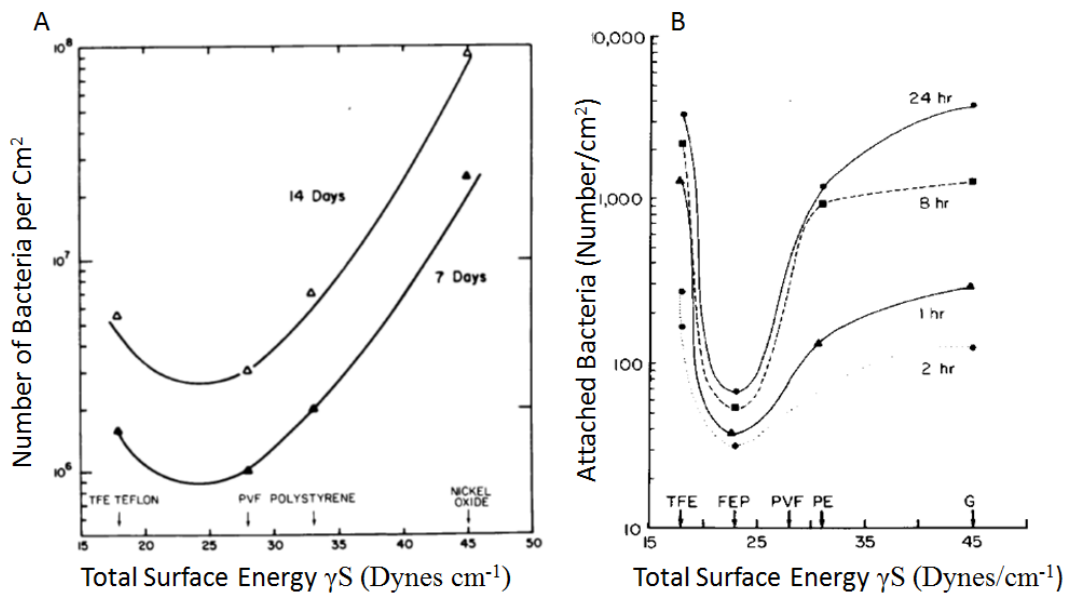 A
Number of Bacteria per Cm²
10⁸
10⁷
10⁶
14 Days
7 Days
TFE TEFLON
PVF
POLYSTYRENE
NICKEL
OXIDE
15 20 25 30 35 40 45 50
Total Surface Energy γS (Dynes cm⁻¹)
B
Attached Bacteria (Number/cm²)
10,000
1,000
100
10
24 hr
8 hr
1 hr
2 hr
TFE FEP PVF PE G
15 25 35 45
Total Surface Energy γS (Dynes/cm⁻¹)